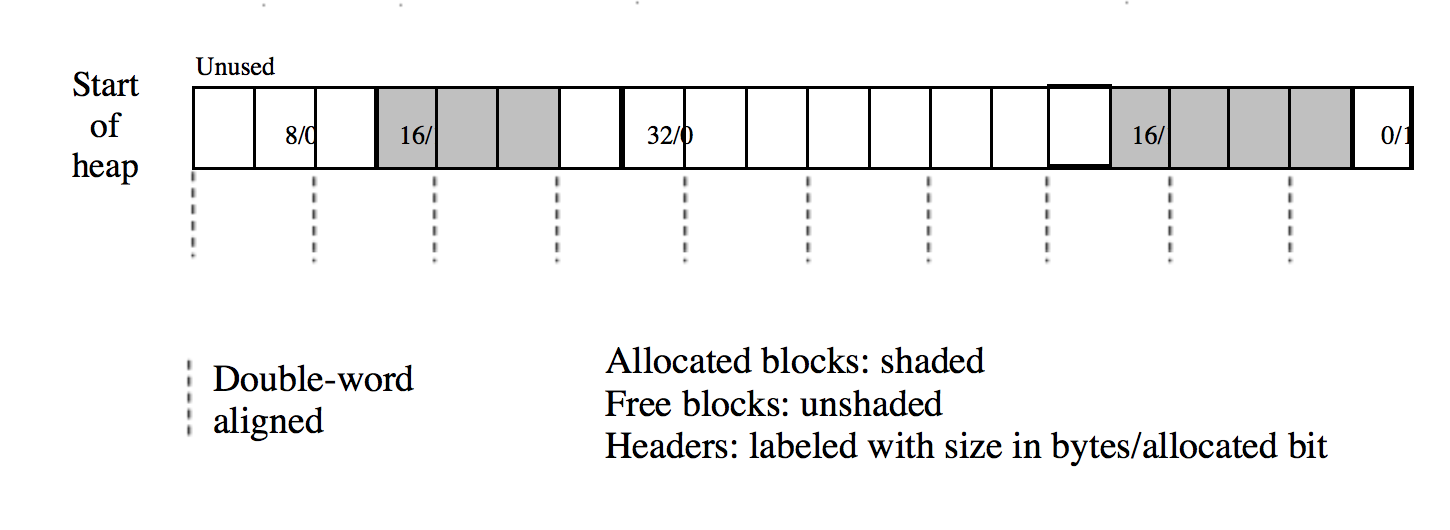 Unused
Start
of
heap
8/0 16/ 32/0 16/ 0/1
Double-word
aligned
Allocated blocks: shaded
Free blocks: unshaded
Headers: labeled with size in bytes/allocated bit